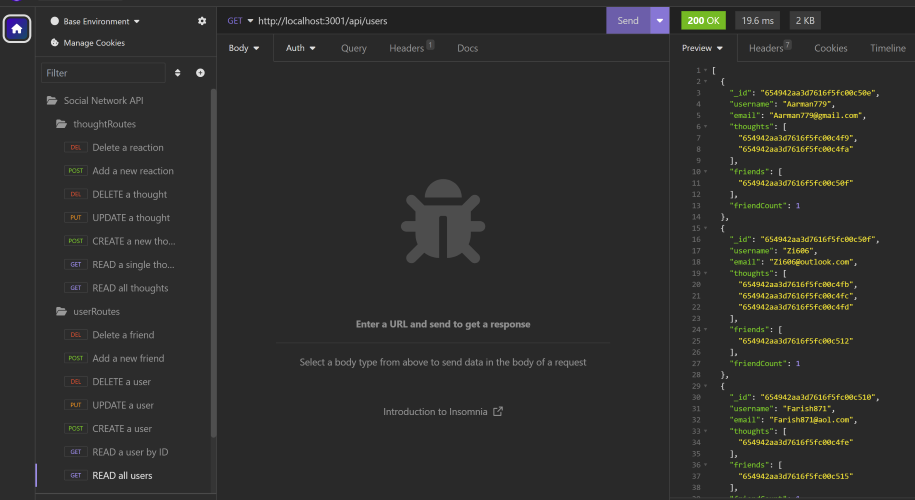 Base Environment
Manage Cookies
Filter
Social Network API
thoughtRoutes
DEL Delete a reaction
POST Add a new reaction
DEL DELETE a thought
PUT UPDATE a thought
POST CREATE a new tho...
GET READ a single tho...
GET READ all thoughts
userRoutes
DEL Delete a friend
POST Add a new friend
DEL DELETE a user
PUT UPDATE a user
POST CREATE a user
GET READ a user by ID
GET READ all users
GET http://localhost:3001/api/users Send
Body Auth Query Headers 1 Docs
Enter a URL and send to get a response
Select a body type from above to send data in the body of a request
Introduction to Insomnia
200 OK 19.6 ms 2 KB
Preview Headers 7 Cookies Timeline
1 [
2 {
3 "_id": "654942aa3d7616f5fc00c50e",
4 "username": "Aarman779",
5 "email": "Aarman779@gmail.com",
6 "thoughts": [
7 "654942aa3d7616f5fc00c4f9",
8 "654942aa3d7616f5fc00c4fa"
9 ],
10 "friends": [
11 "654942aa3d7616f5fc00c50f"
12 ],
13 "friendCount": 1
14 },
15 {
16 "_id": "654942aa3d7616f5fc00c50f",
17 "username": "Zi606",
18 "email": "Zi606@outlook.com",
19 "thoughts": [
20 "654942aa3d7616f5fc00c4fb",
21 "654942aa3d7616f5fc00c4fc",
22 "654942aa3d7616f5fc00c4fd"
23 ],
24 "friends": [
25 "654942aa3d7616f5fc00c512"
26 ],
27 "friendCount": 1
28 },
29 {
30 "_id": "654942aa3d7616f5fc00c510",
31 "username": "Farish871",
32 "email": "Farish871@aol.com",
33 "thoughts": [
34 "654942aa3d7616f5fc00c4fe"
35 ],
36 "friends": [
37 "654942aa3d7616f5fc00c515"
38 ],